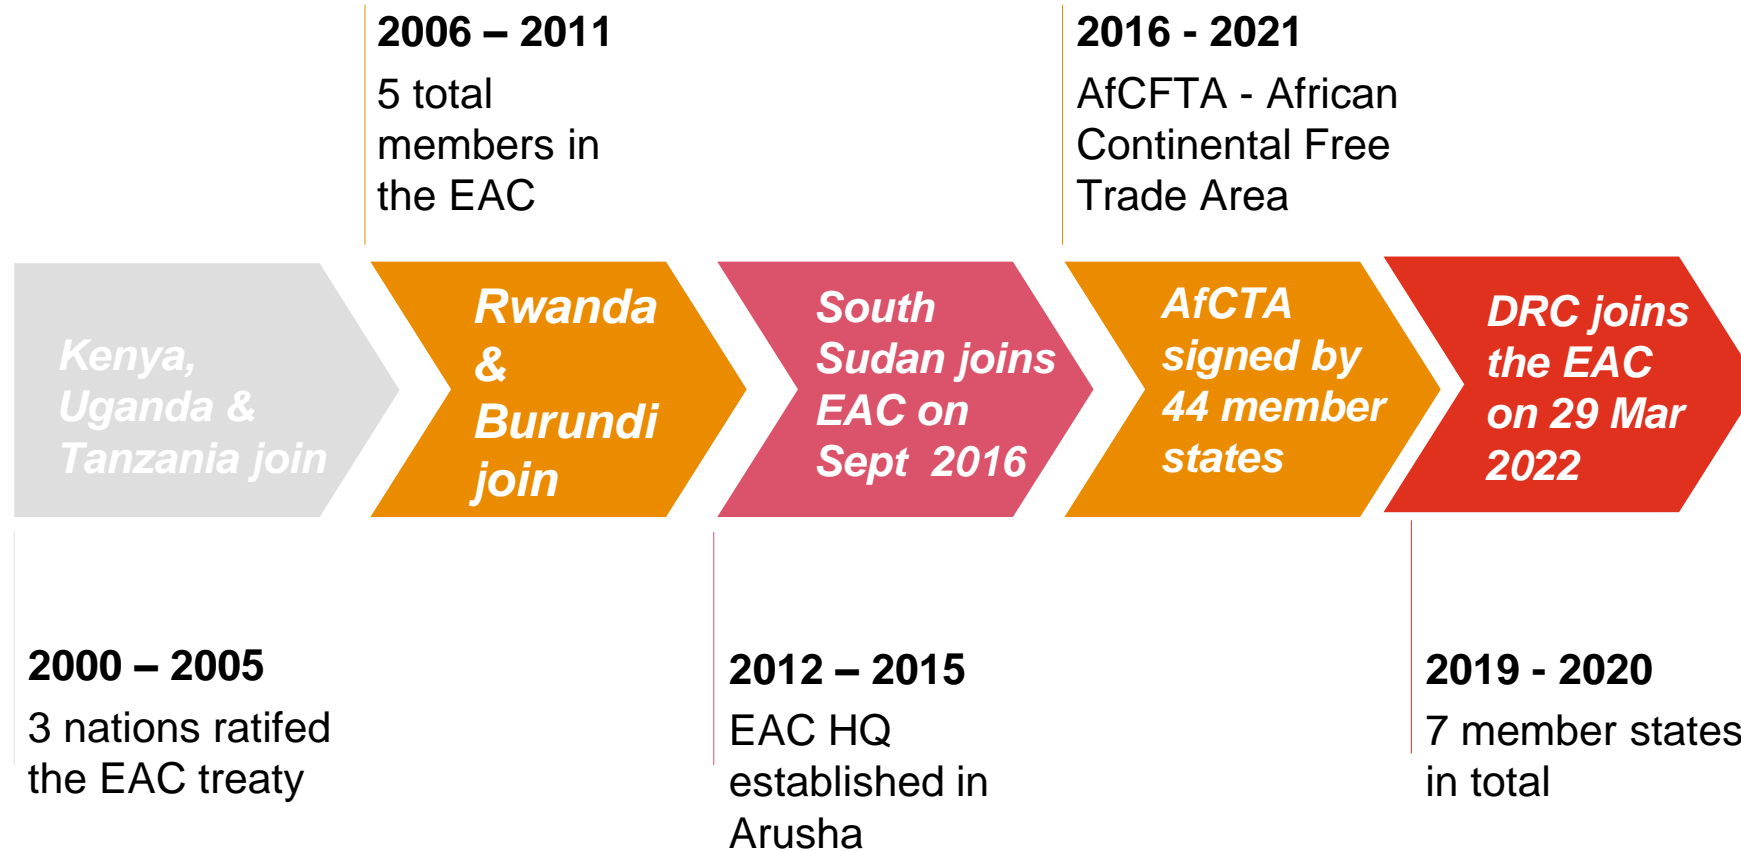 2006 – 2011
5 total
members in
the EAC
2016 - 2021
AfCFTA - African
Continental Free
Trade Area
Kenya,
Uganda &
Tanzania join
Rwanda
&
Burundi
join
South
Sudan joins
EAC on
Sept 2016
AfCTA
signed by
44 member
states
DRC joins
the EAC
on 29 Mar
2022
2000 – 2005
3 nations ratifed
the EAC treaty
2012 – 2015
EAC HQ
established in
Arusha
2019 - 2020
7 member states
in total